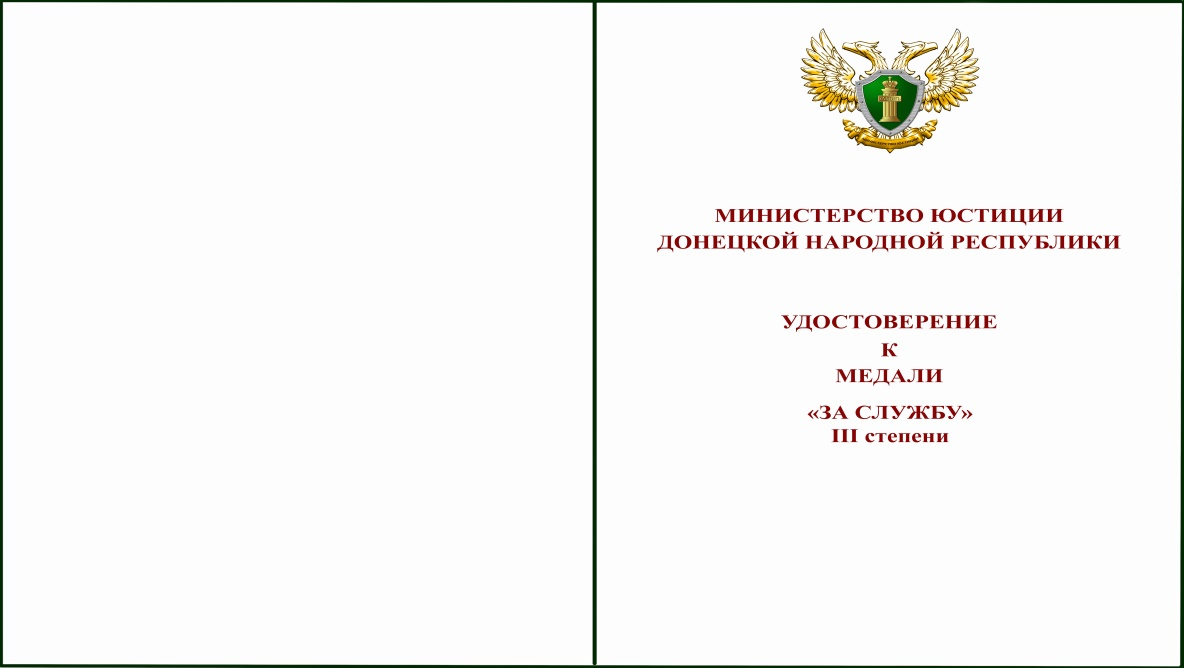 МИНИСТЕРСТВО ЮСТИЦИИ
ДОНЕЦКОЙ НАРОДНОЙ РЕСПУБЛИКИ
УДОСТОВЕРЕНИЕ
К
МЕДАЛИ
«ЗА СЛУЖБУ»
III степени